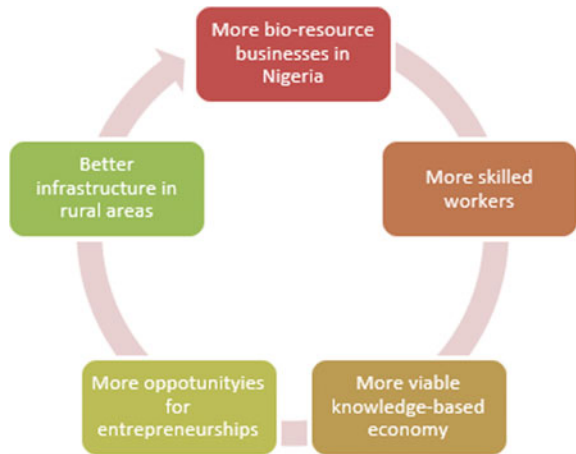 More bio-resource
businesses in
Nigeria
More skilled
workers
More viable
knowledge-based
economy
More oppotunityies
for
entrepreneurships
Better
infrastructure in
rural areas